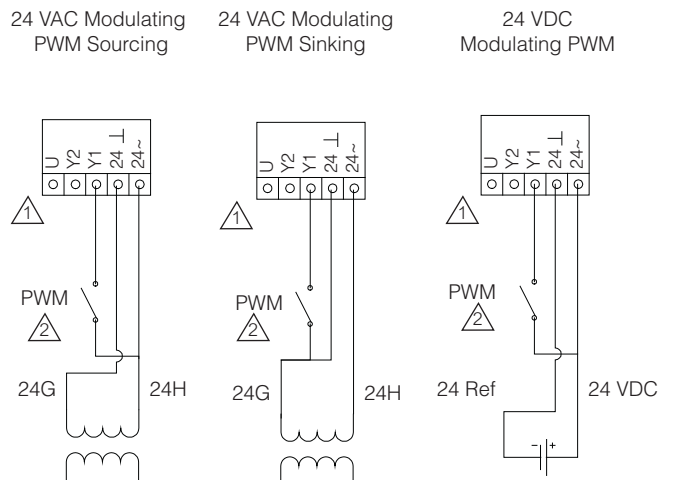 24 VAC Modulating
PWM Sourcing
24 VAC Modulating
PWM Sinking
24 VDC
Modulating PWM
U
Y2
Y1
24 ⊥
24~
1
PWM
2
24G
24H
U
Y2
Y1
24 ⊥
24~
1
PWM
2
24G
24H
U
Y2
Y1
24 ⊥
24~
1
PWM
2
24 Ref
24 VDC
- +